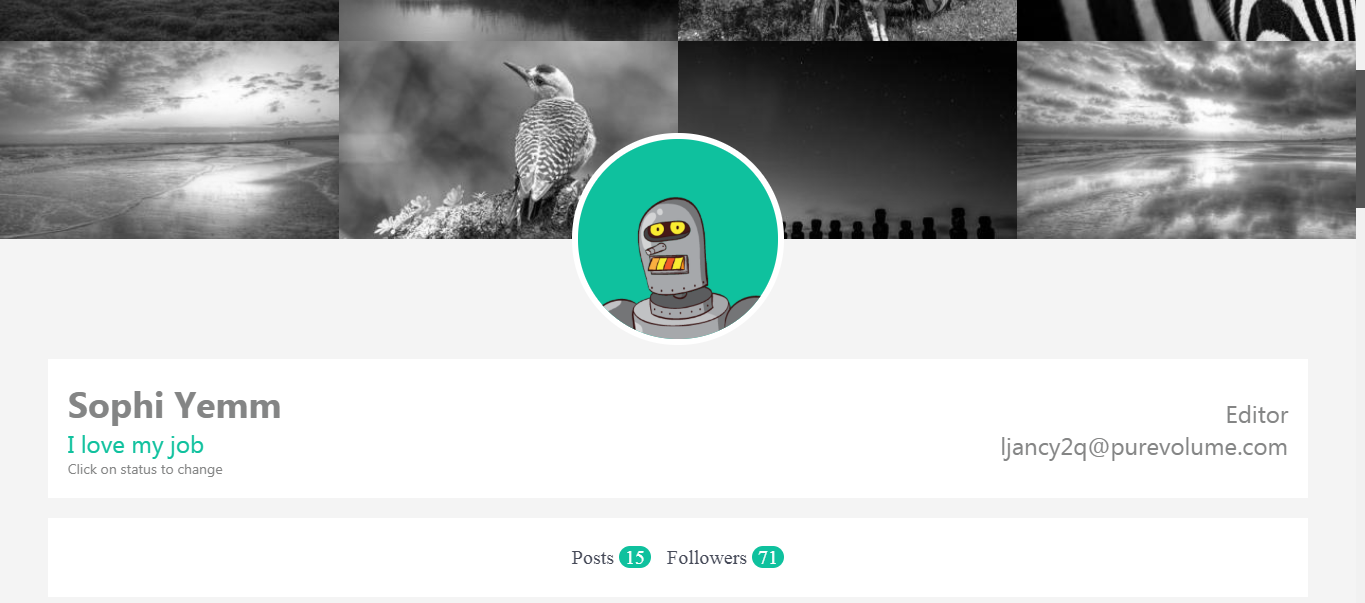 Sophi Yemm
I love my job
Click on status to change
Editor
ljancy2q@purevolume.com
Posts 15 Followers 71